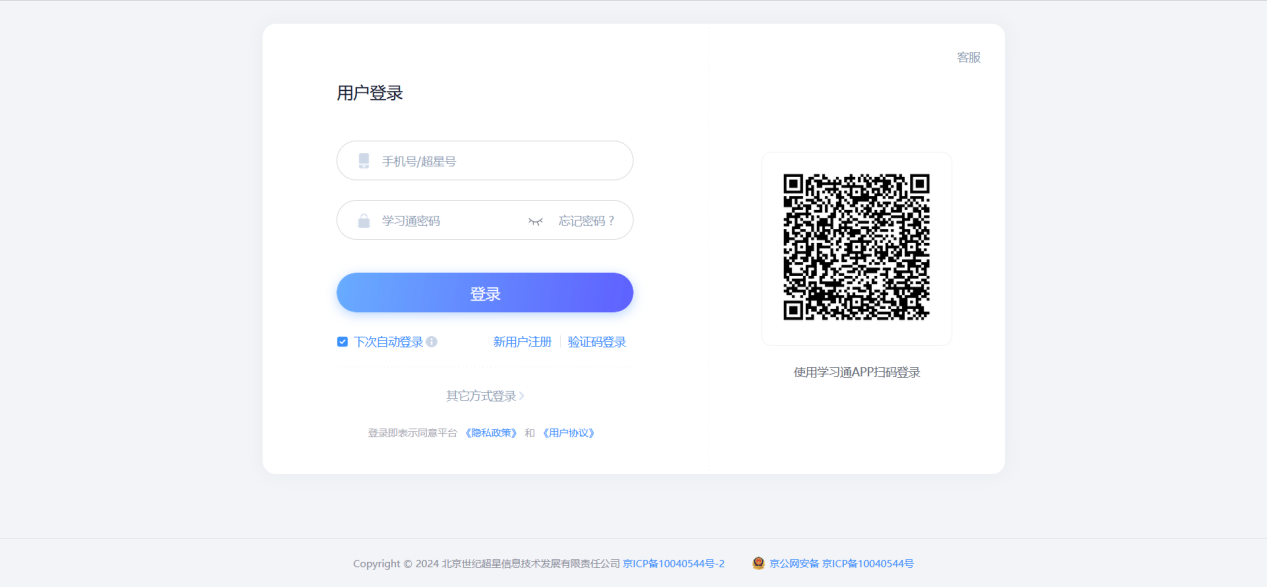 客服
用户登录
手机号/超星号
学习通密码 忘记密码？
登录
下次自动登录 新用户注册 验证码登录
其它方式登录
登录即表示同意平台 《隐私政策》 和 《用户协议》
使用学习通APP扫码登录
Copyright © 2024 北京世纪超星信息技术发展有限责任公司 京ICP备10040544号-2 京公网安备 京ICP备10040544号